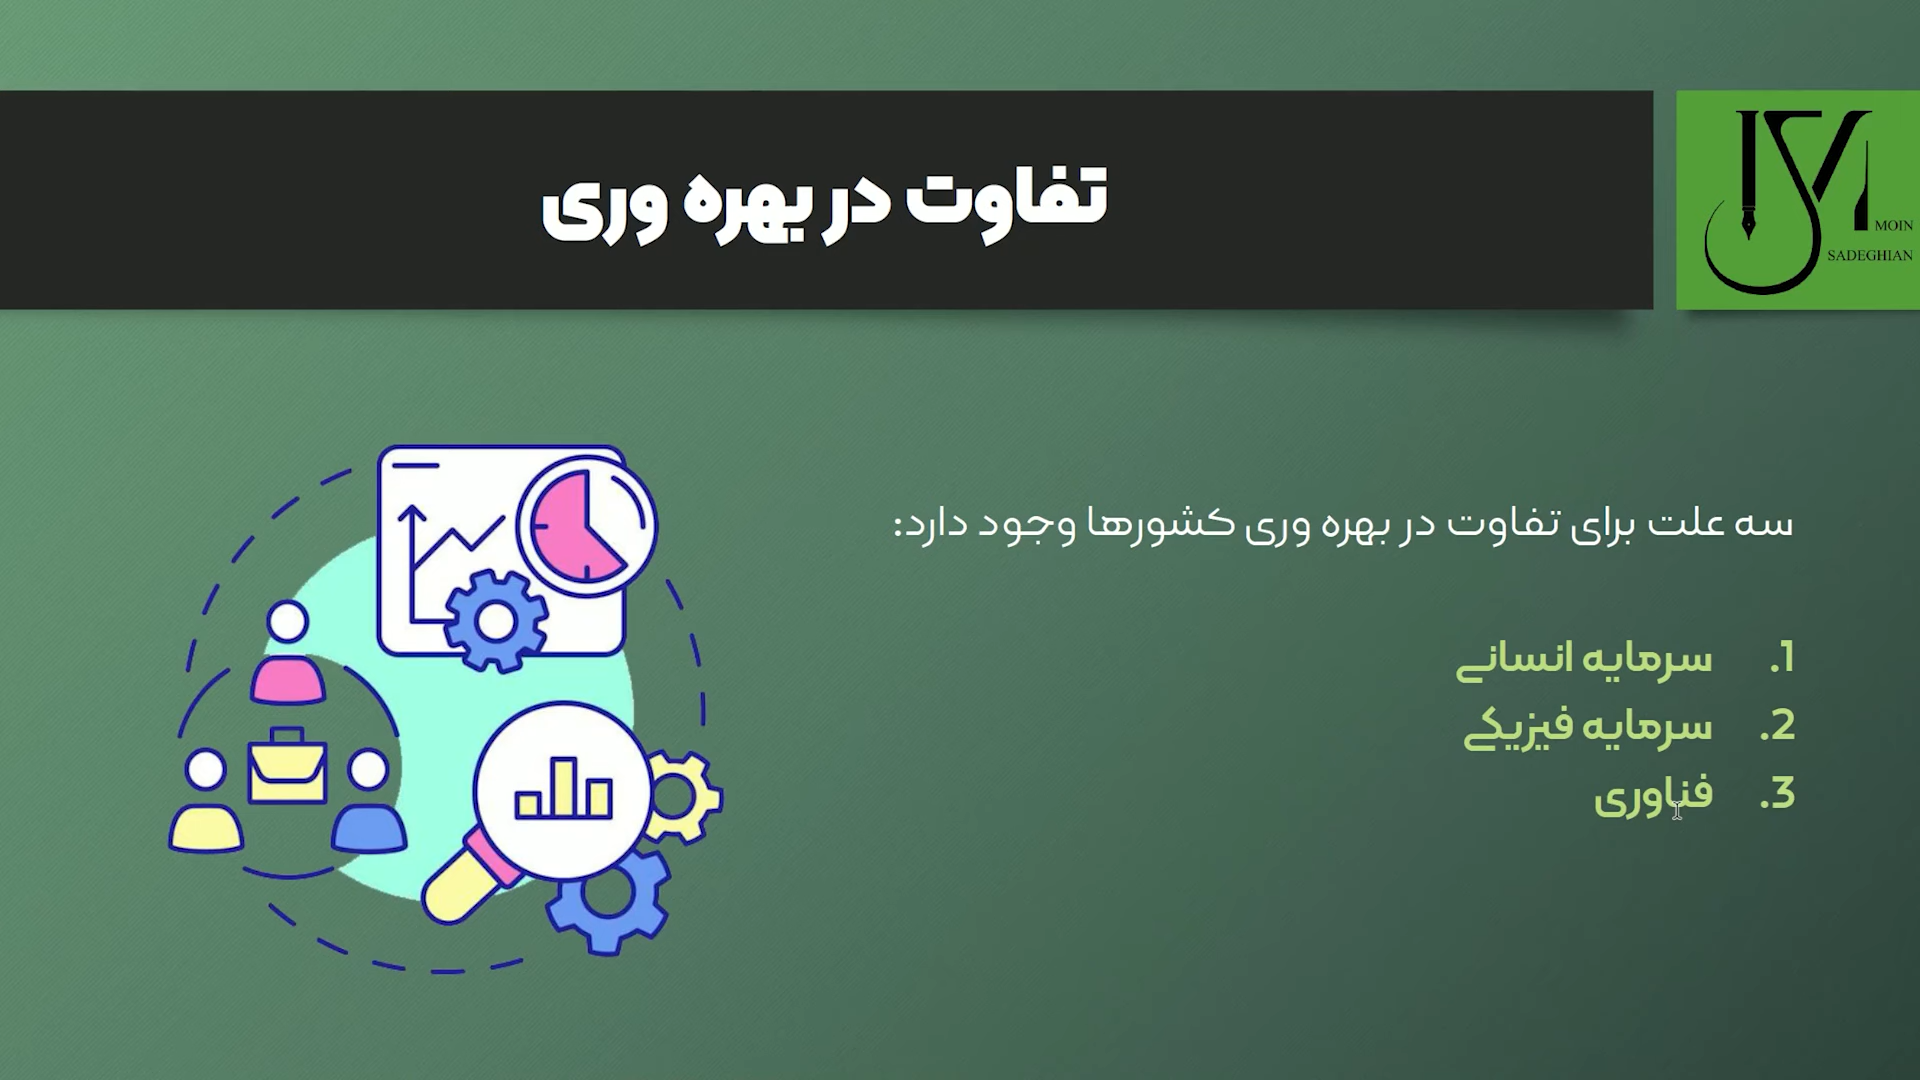 تفاوت در بهره وری
MOIN
SADEGHIAN
سه علت برای تفاوت در بهره وری کشورها وجود دارد:
1. سرمایه انسانی
2. سرمایه فیزیکی
3. فناوری